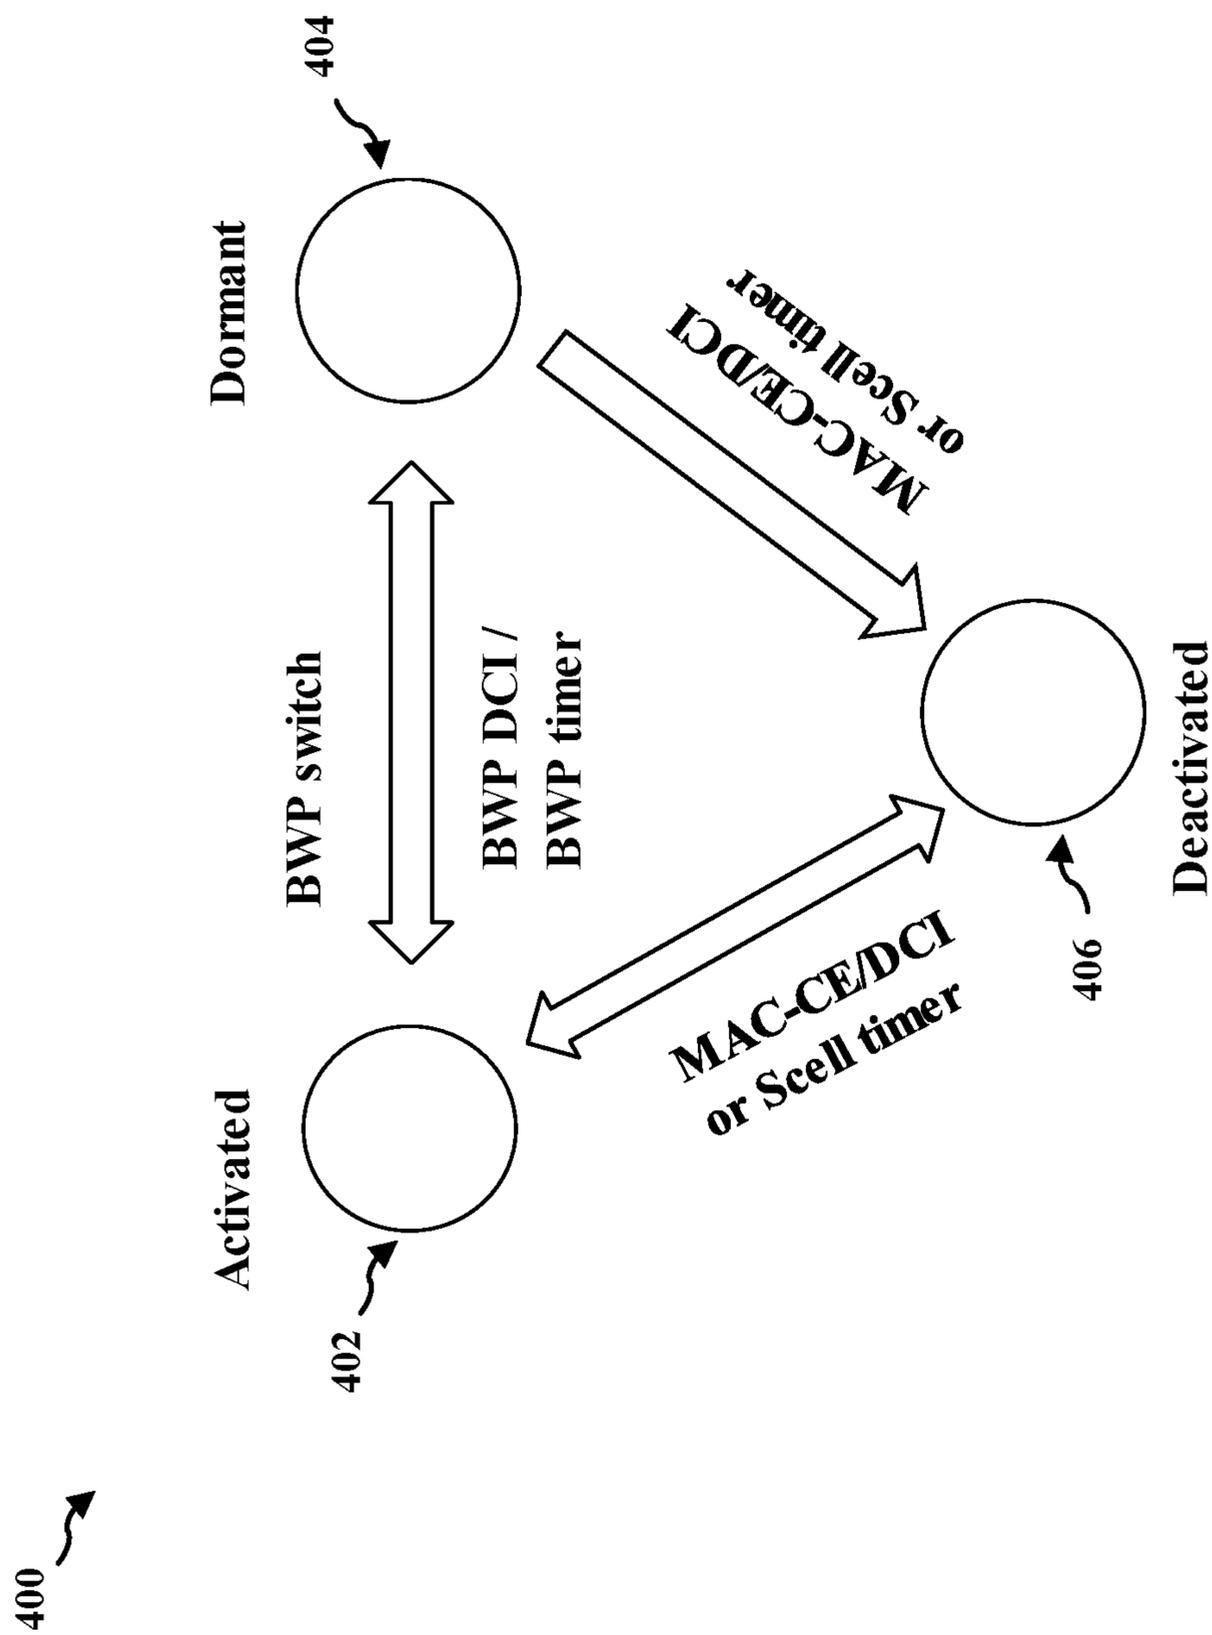 400
Activated
402
BWP switch
BWP DCI /
BWP timer
Dormant
404
MAC-CE/DCI
or Scell timer
MAC-CE/DCI
or Scell timer
406
Deactivated